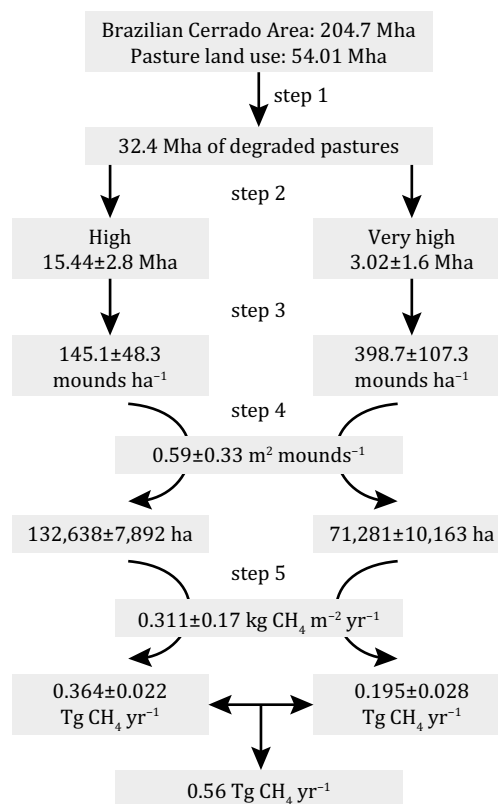 Brazilian Cerrado Area: 204.7 Mha
Pasture land use: 54.01 Mha
step 1
32.4 Mha of degraded pastures
step 2
High
15.44±2.8 Mha
Very high
3.02±1.6 Mha
step 3
145.1±48.3
mounds ha⁻¹
398.7±107.3
mounds ha⁻¹
step 4
0.59±0.33 m² mounds⁻¹
132,638±7,892 ha
71,281±10,163 ha
step 5
0.311±0.17 kg CH₄ m⁻² yr⁻¹
0.364±0.022
Tg CH₄ yr⁻¹
0.195±0.028
Tg CH₄ yr⁻¹
0.56 Tg CH₄ yr⁻¹